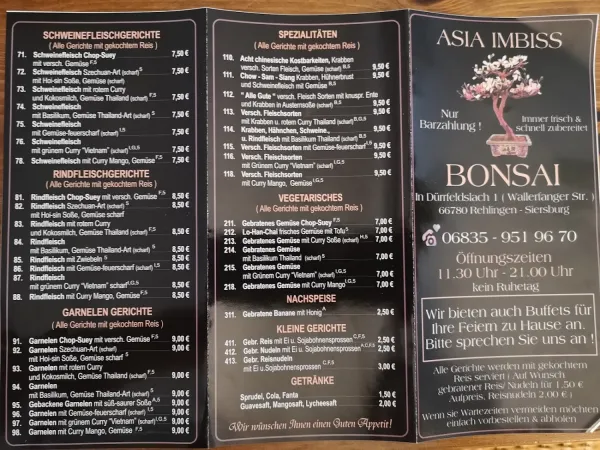 SCHWEINEFLEISCHGERICHTE
( Alle Gerichte mit gekochtem Reis )
71. Schweinefleisch Chop-Suey 7,50 €
mit versch. Gemüse F,S
72. Schweinefleisch Szechuan-Art (scharf) S 7,50 €
mit Hoi-sin Soße, Gemüse (scharf)
73. Schweinefleisch mit rotem Curry
und Kokosmilch, Gemüse Thailand (scharf) F,S 7,50 €
74. Schweinefleisch
mit Basilikum, Gemüse Thailand-Art (scharf) S 7,50 €
75. Schweinefleisch
mit Gemüse-feuerscharf I,S 7,50 €
76. Schweinefleisch
mit grünem Curry "Vietnam" (scharf) I,G,S 7,50 €
78. Schweinefleisch mit Curry Mango, Gemüse F,S 7,50 €
RINDFLEISCHGERICHTE
( Alle Gerichte mit gekochtem Reis )
81. Rindfleisch Chop-Suey mit versch. Gemüse F,S 8,50 €
82. Rindfleisch Szechuan-Art (scharf) S 8,50 €
mit Hoi-sin Soße, Gemüse scharf
83. Rindfleisch mit rotem Curry
und Kokosmilch, Gemüse Thailand (scharf) F,S 8,50 €
84. Rindfleisch
mit Basilikum, Gemüse Thailand-Art (scharf) S 8,50 €
85. Rindfleisch mit Zwiebeln S 8,50 €
86. Rindfleisch mit Gemüse-feuerscharf I,S 8,50 €
87. Rindfleisch
mit grünem Curry "Vietnam" (scharf) I,G,S 8,50 €
88. Rindfleisch mit Curry Mango, Gemüse F,S 8,50 €
GARNELEN GERICHTE
( Alle Gerichte mit gekochtem Reis )
91. Garnelen Chop-Suey mit versch. Gemüse F,S 9,00 €
92. Garnelen Szechuan-Art (scharf) 9,00 €
mit Hoi-sin Soße, Gemüse scharf S
93. Garnelen mit rotem Curry
und Kokosmilch, Gemüse Thailand (scharf) F,S 9,00 €
94. Garnelen
mit Basilikum, Gemüse Thailand-Art (scharf) S 9,00 €
95. Gebackene Garnelen mit süß-saurer Soße A,S 9,00 €
96. Garnelen mit Gemüse-feuerscharf (scharf) I,S 9,00 €
97. Garnelen mit grünem Curry "Vietnam" (scharf) I,G,S 9,00 €
98. Garnelen mit Curry Mango, Gemüse F,S 9,00 €
SPEZIALITÄTEN
( Alle Gerichte mit gekochtem Reis )
110. Acht chinesische Kostbarkeiten, Krabben
versch. Sorten Fleisch, Gemüse (scharf) B,S 9,50 €
111. Chow - Sem - Siang Krabben, Hühnerbrust
und Schweinefleisch mit Gemüse B,S 9,50 €
112. " Alle Gute " versch. Fleisch Sorten mit knuspr. Ente
und Krabben in Austernsoße (scharf) B,S 9,50 €
113. Versch. Fleischsorten
mit Krabben u. rotem Curry Thailand B,G,S 9,50 €
114. Krabben, Hähnchen, Schweine.,
u. Rindfleisch mit Basilikum Thailand B,S 9,50 €
115. Versch. Fleischsorten mit Gemüse-feuerscharf I,S 9,50 €
116. Versch. Fleischsorten
mit grünem Curry "Vietnam" (scharf) I,G,S 9,50 €
118. Versch. Fleischsorten
mit Curry Mango, Gemüse F,S 9,50 €
VEGETARISCHES
( Alle Gerichte mit gekochtem Reis )
211. Gebratenes Gemüse Chop-Suey F,S 7,00 €
212. Lo-Han-Chai frisches Gemüse mit Tofu S 7,00 €
213. Gebratenes Gemüse mit Curry Soße (scharf) H,S 7,00 €
214. Gebratenes Gemüse
mit Basilikum Thailand (scharf) S 7,00 €
215. Gebratenes Gemüse
mit Grünem Curry "Vietnam" (scharf) I,G,S 7,00 €
218. Gebratenes Gemüse mit Curry Mango F,S 7,00 €
NACHSPEISE
311. Gebratene Banane mit Honig A 2,50 €
KLEINE GERICHTE
411. Gebr. Reis mit Ei u. Sojabohnensprossen C,F,S 2,50 €
412. Gebr. Nudeln mit Ei u. Sojabohnensprossen A,C,F,S 2,50 €
413. Gebr. Reisnudeln
mit Ei u. Sojabohnensprossen C,F,S 3,00 €
GETRÄNKE
Sprudel, Cola, Fanta 1,50 €
Guavesaft, Mangosaft, Lycheesaft 2,00 €
Wir wünschen Ihnen einen Guten Appetit!
ASIA IMBISS
Nur
Barzahlung !
Immer frisch &
schnell zubereitet
BONSAI
In Dürrfeldslach 1 ( Wallerfanger Str. )
66780 Rehlingen - Siersburg
06835 - 951 96 70
Öffnungszeiten
11.30 Uhr - 21.00 Uhr
kein Ruhetag
Wir bieten auch Buffets für
Ihre Feiern zu Hause an.
Bitte sprechen Sie uns an !
Alle Gerichte werden mit gekochtem
Reis serviert ( Auf Wunsch
gebratener Reis/ Nudeln für 1,50 €
Aufpreis, Reisnudeln 2,00 € )
Wenn sie Wartezeiten vermeiden möchten
einfach vorbestellen & abholen